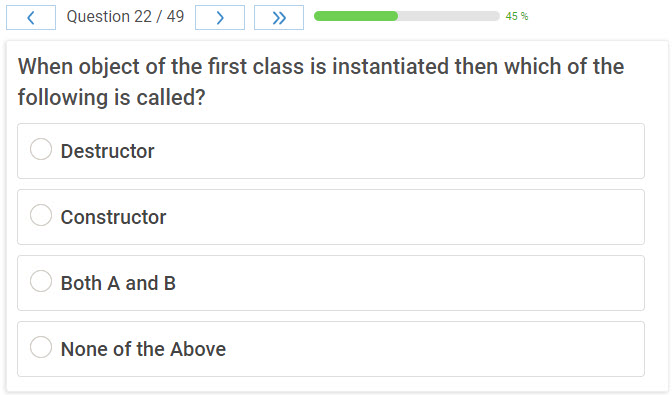 Question 22 / 49
45 %
When object of the first class is instantiated then which of the
following is called?
Destructor
Constructor
Both A and B
None of the Above